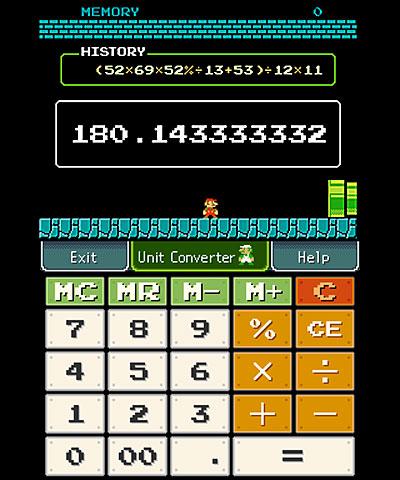 MEMORY 0
HISTORY
(52×69×52%÷13+53)÷12×11
180.143333332
Exit Unit Converter Help
MC MR M- M+ C
7 8 9 % CE
4 5 6 × ÷
1 2 3 + -
0 00 . =